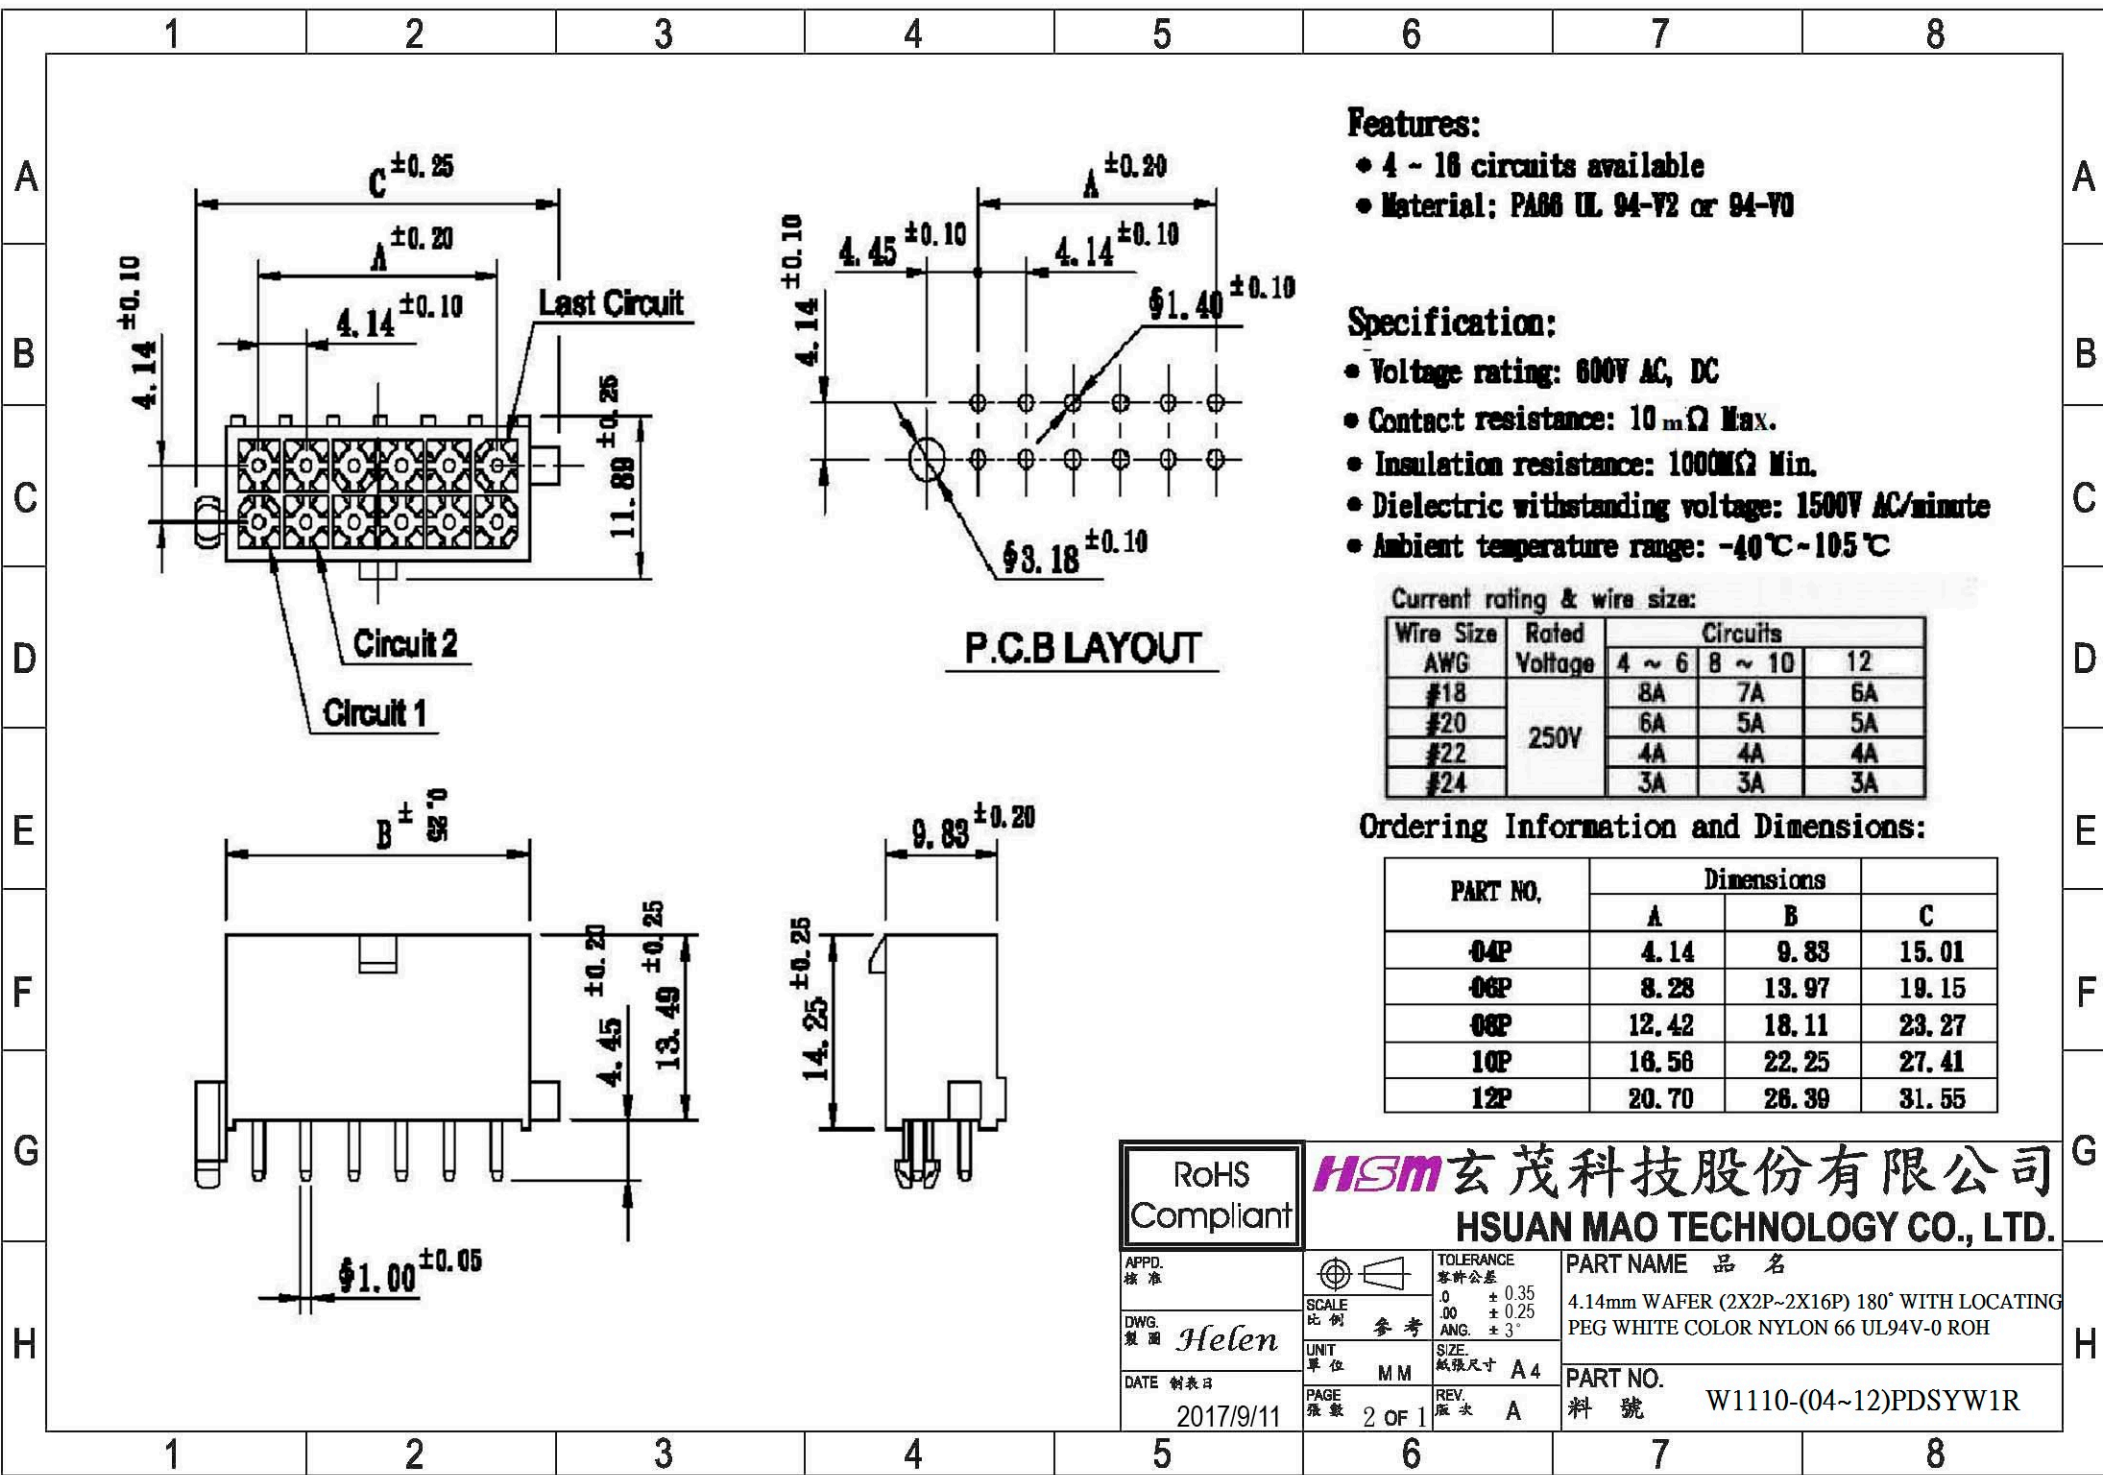 1 2 3 4 5 6 7 8
A A
B B
C C
D D
E E
F F
G G
H H
C ±0.25
A ±0.20
4.14 ±0.10
4.14 ±0.10
Last Circuit
11.89 ±0.25
Circuit 2
Circuit 1
A ±0.20
4.45 ±0.10
4.14 ±0.10
4.14 ±0.10
ϕ1.40 ±0.10
ϕ3.18 ±0.10
P.C.B LAYOUT
B ±0.25
4.45 ±0.20
13.49 ±0.25
ϕ1.00 ±0.05
9.83 ±0.20
14.25 ±0.25
Features:
● 4 ~ 16 circuits available
● Material: PA66 UL 94-V2 or 94-V0
Specification:
● Voltage rating: 600V AC, DC
● Contact resistance: 10 mΩ Max.
● Insulation resistance: 1000MΩ Min.
● Dielectric withstanding voltage: 1500V AC/minute
● Ambient temperature range: -40℃~105℃
Current rating & wire size:
Wire Size AWG Rated Voltage Circuits
4 ~ 6 8 ~ 10 12
#18 250V 8A 7A 6A
#20 6A 5A 5A
#22 4A 4A 4A
#24 3A 3A 3A
Ordering Information and Dimensions:
PART NO. Dimensions
A B C
04P 4.14 9.83 15.01
06P 8.28 13.97 19.15
08P 12.42 18.11 23.27
10P 16.56 22.25 27.41
12P 20.70 26.39 31.55
RoHS
Compliant
HSM 玄茂科技股份有限公司
HSUAN MAO TECHNOLOGY CO., LTD.
APPD.
核 准
DWG.
製 圖 Helen
DATE 制表日
2017/9/11
SCALE
比 例 參 考
UNIT
單 位 MM
PAGE
張 數 2 OF 1
TOLERANCE
容許公差
.0 ± 0.35
.00 ± 0.25
ANG. ± 3°
SIZE.
紙張尺寸 A4
REV.
版 次 A
PART NAME 品 名
4.14mm WAFER (2X2P~2X16P) 180° WITH LOCATING
PEG WHITE COLOR NYLON 66 UL94V-0 ROH
PART NO.
料 號 W1110-(04~12)PDSYW1R
1 2 3 4 5 6 7 8